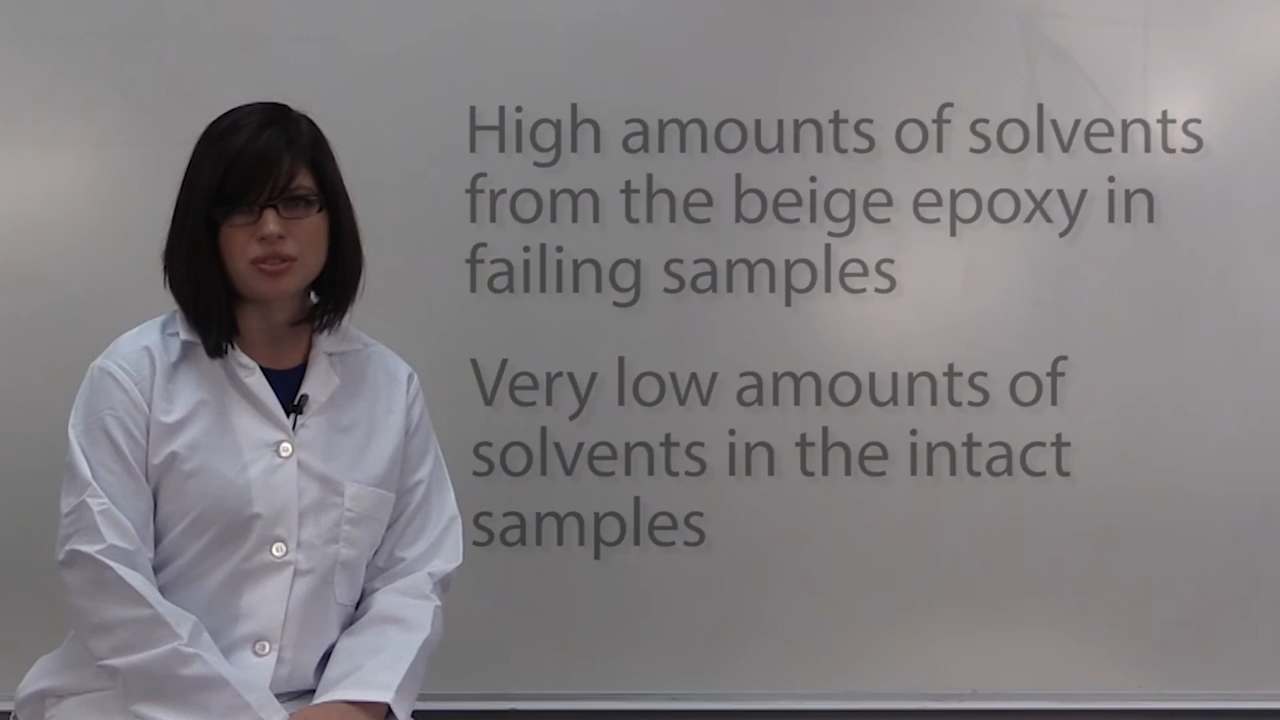 High amounts of solvents
from the beige epoxy in
failing samples
Very low amounts of
solvents in the intact
samples